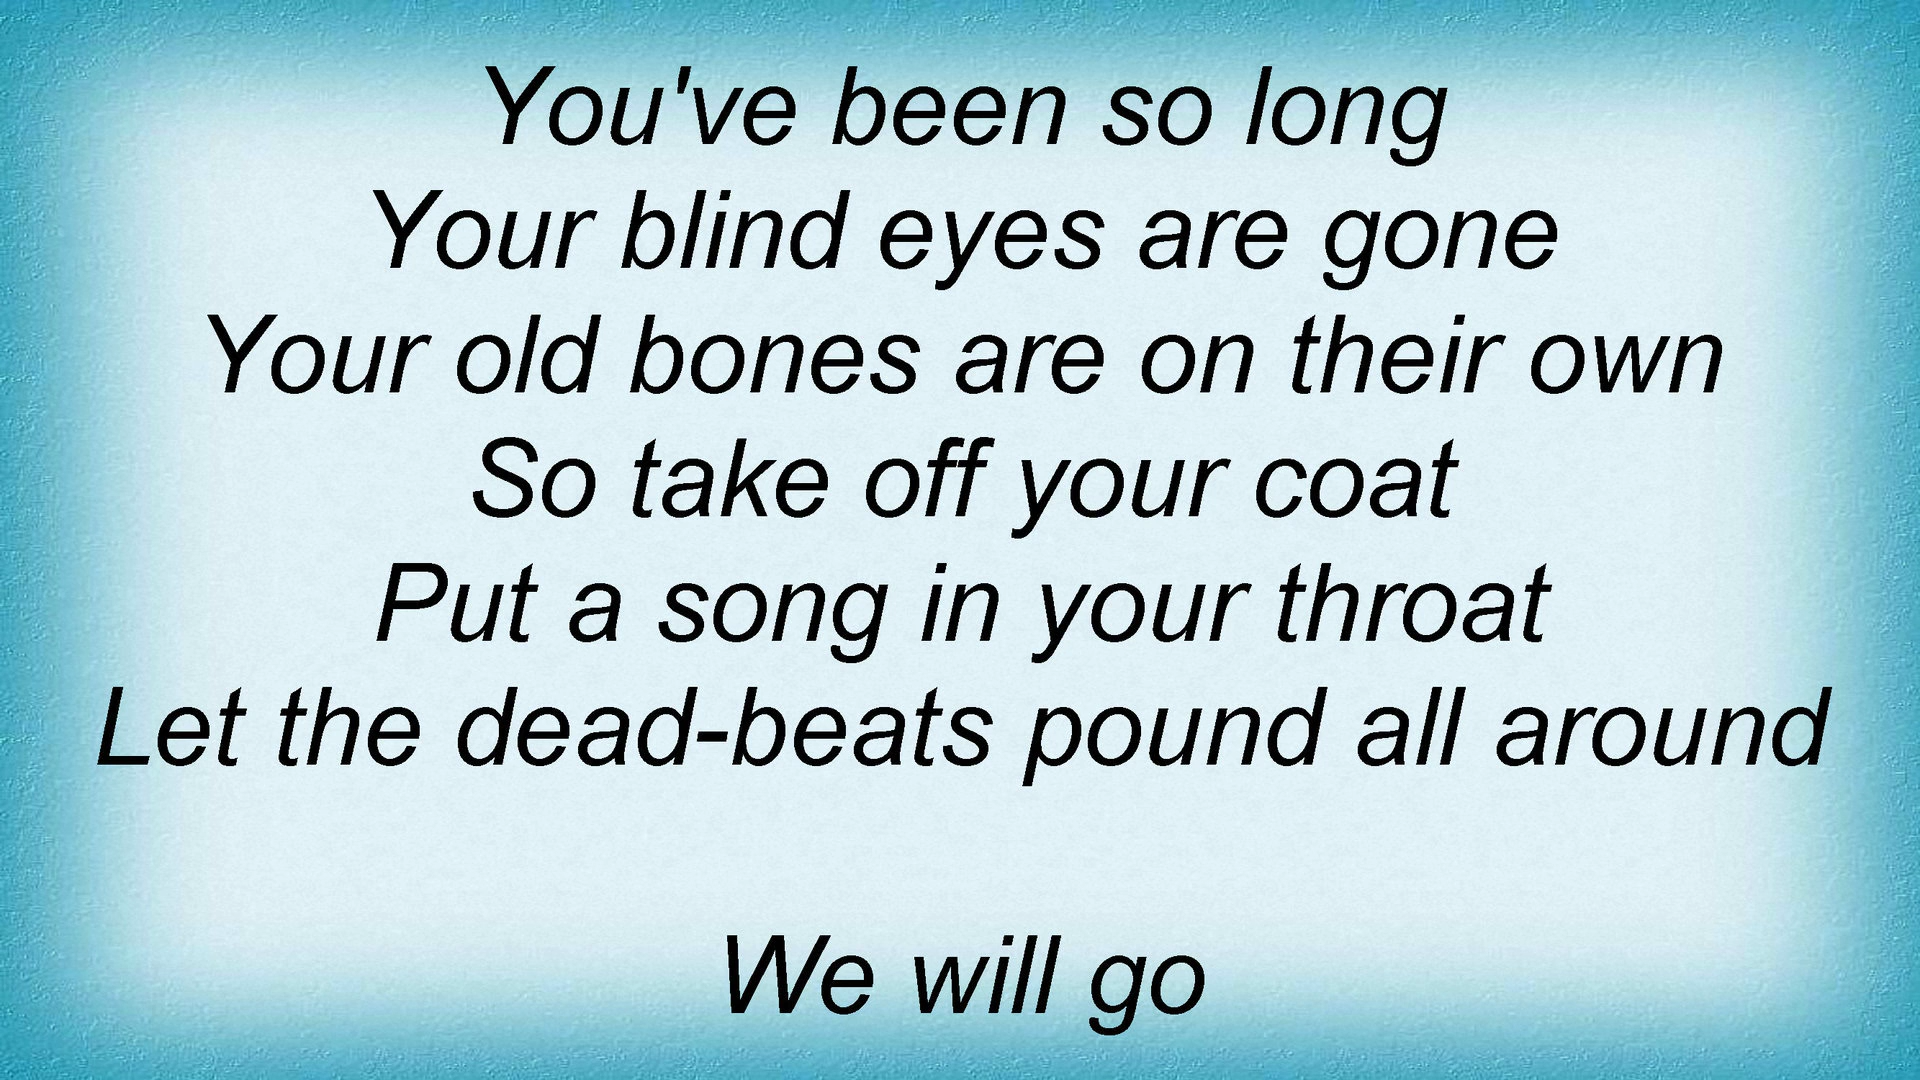 You've been so long
Your blind eyes are gone
Your old bones are on their own
So take off your coat
Put a song in your throat
Let the dead-beats pound all around
We will go